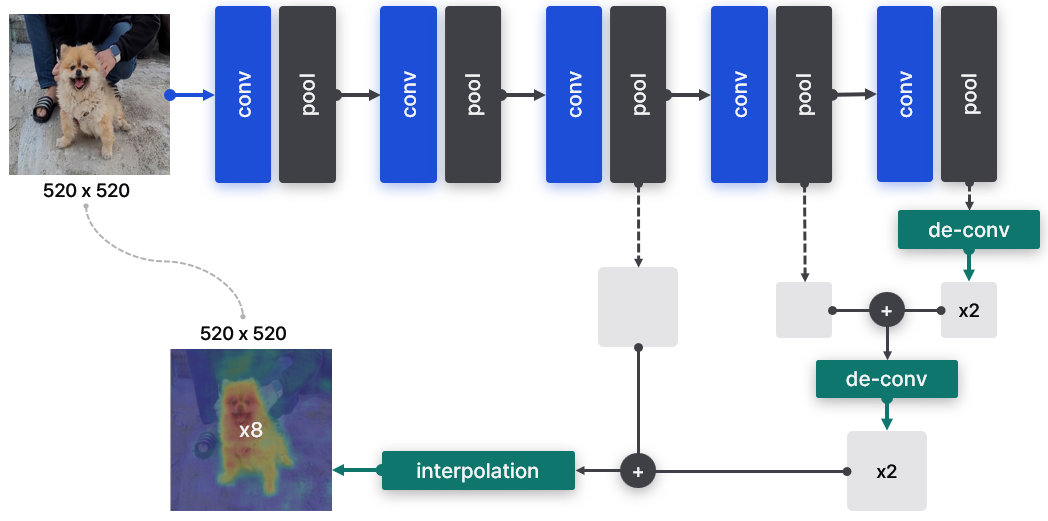 conv
pool
conv
pool
conv
pool
conv
pool
conv
pool
520 x 520
de-conv
+
x2
520 x 520
de-conv
x8
interpolation
+
x2